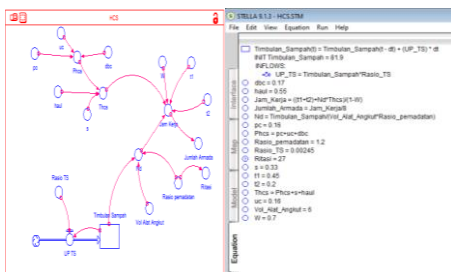 HCS
uc
pc
Phcs
dbc
haul
Thcs
s
W
t1
t2
Jam Kerja
Jumlah Armada
Nd
Rasio pemadatan
Ritasi
Vol Alat Angkut
Rasio TS
Timbulan Sampah
UP TS
STELLA 9.1.3 - HCS.STM
File Edit View Equation Run Help
Interface
Map
Model
Equation
Timbulan_Sampah(t) = Timbulan_Sampah(t - dt) + (UP_TS) * dt
INIT Timbulan_Sampah = 81.9
INFLOWS:
UP_TS = Timbulan_Sampah*Rasio_TS
dbc = 0.17
haul = 0.55
Jam_Kerja = ((t1+t2)+Nd*Thcs)/(1-W)
Jumlah_Armada = Jam_Kerja/8
Nd = Timbulan_Sampah/(Vol_Alat_Angkut*Rasio_pemadatan)
pc = 0.16
Phcs = pc+uc+dbc
Rasio_pemadatan = 1.2
Rasio_TS = 0.00245
Ritasi = 27
s = 0.33
t1 = 0.45
t2 = 0.2
Thcs = Phcs+s+haul
uc = 0.16
Vol_Alat_Angkut = 6
W = 0.7